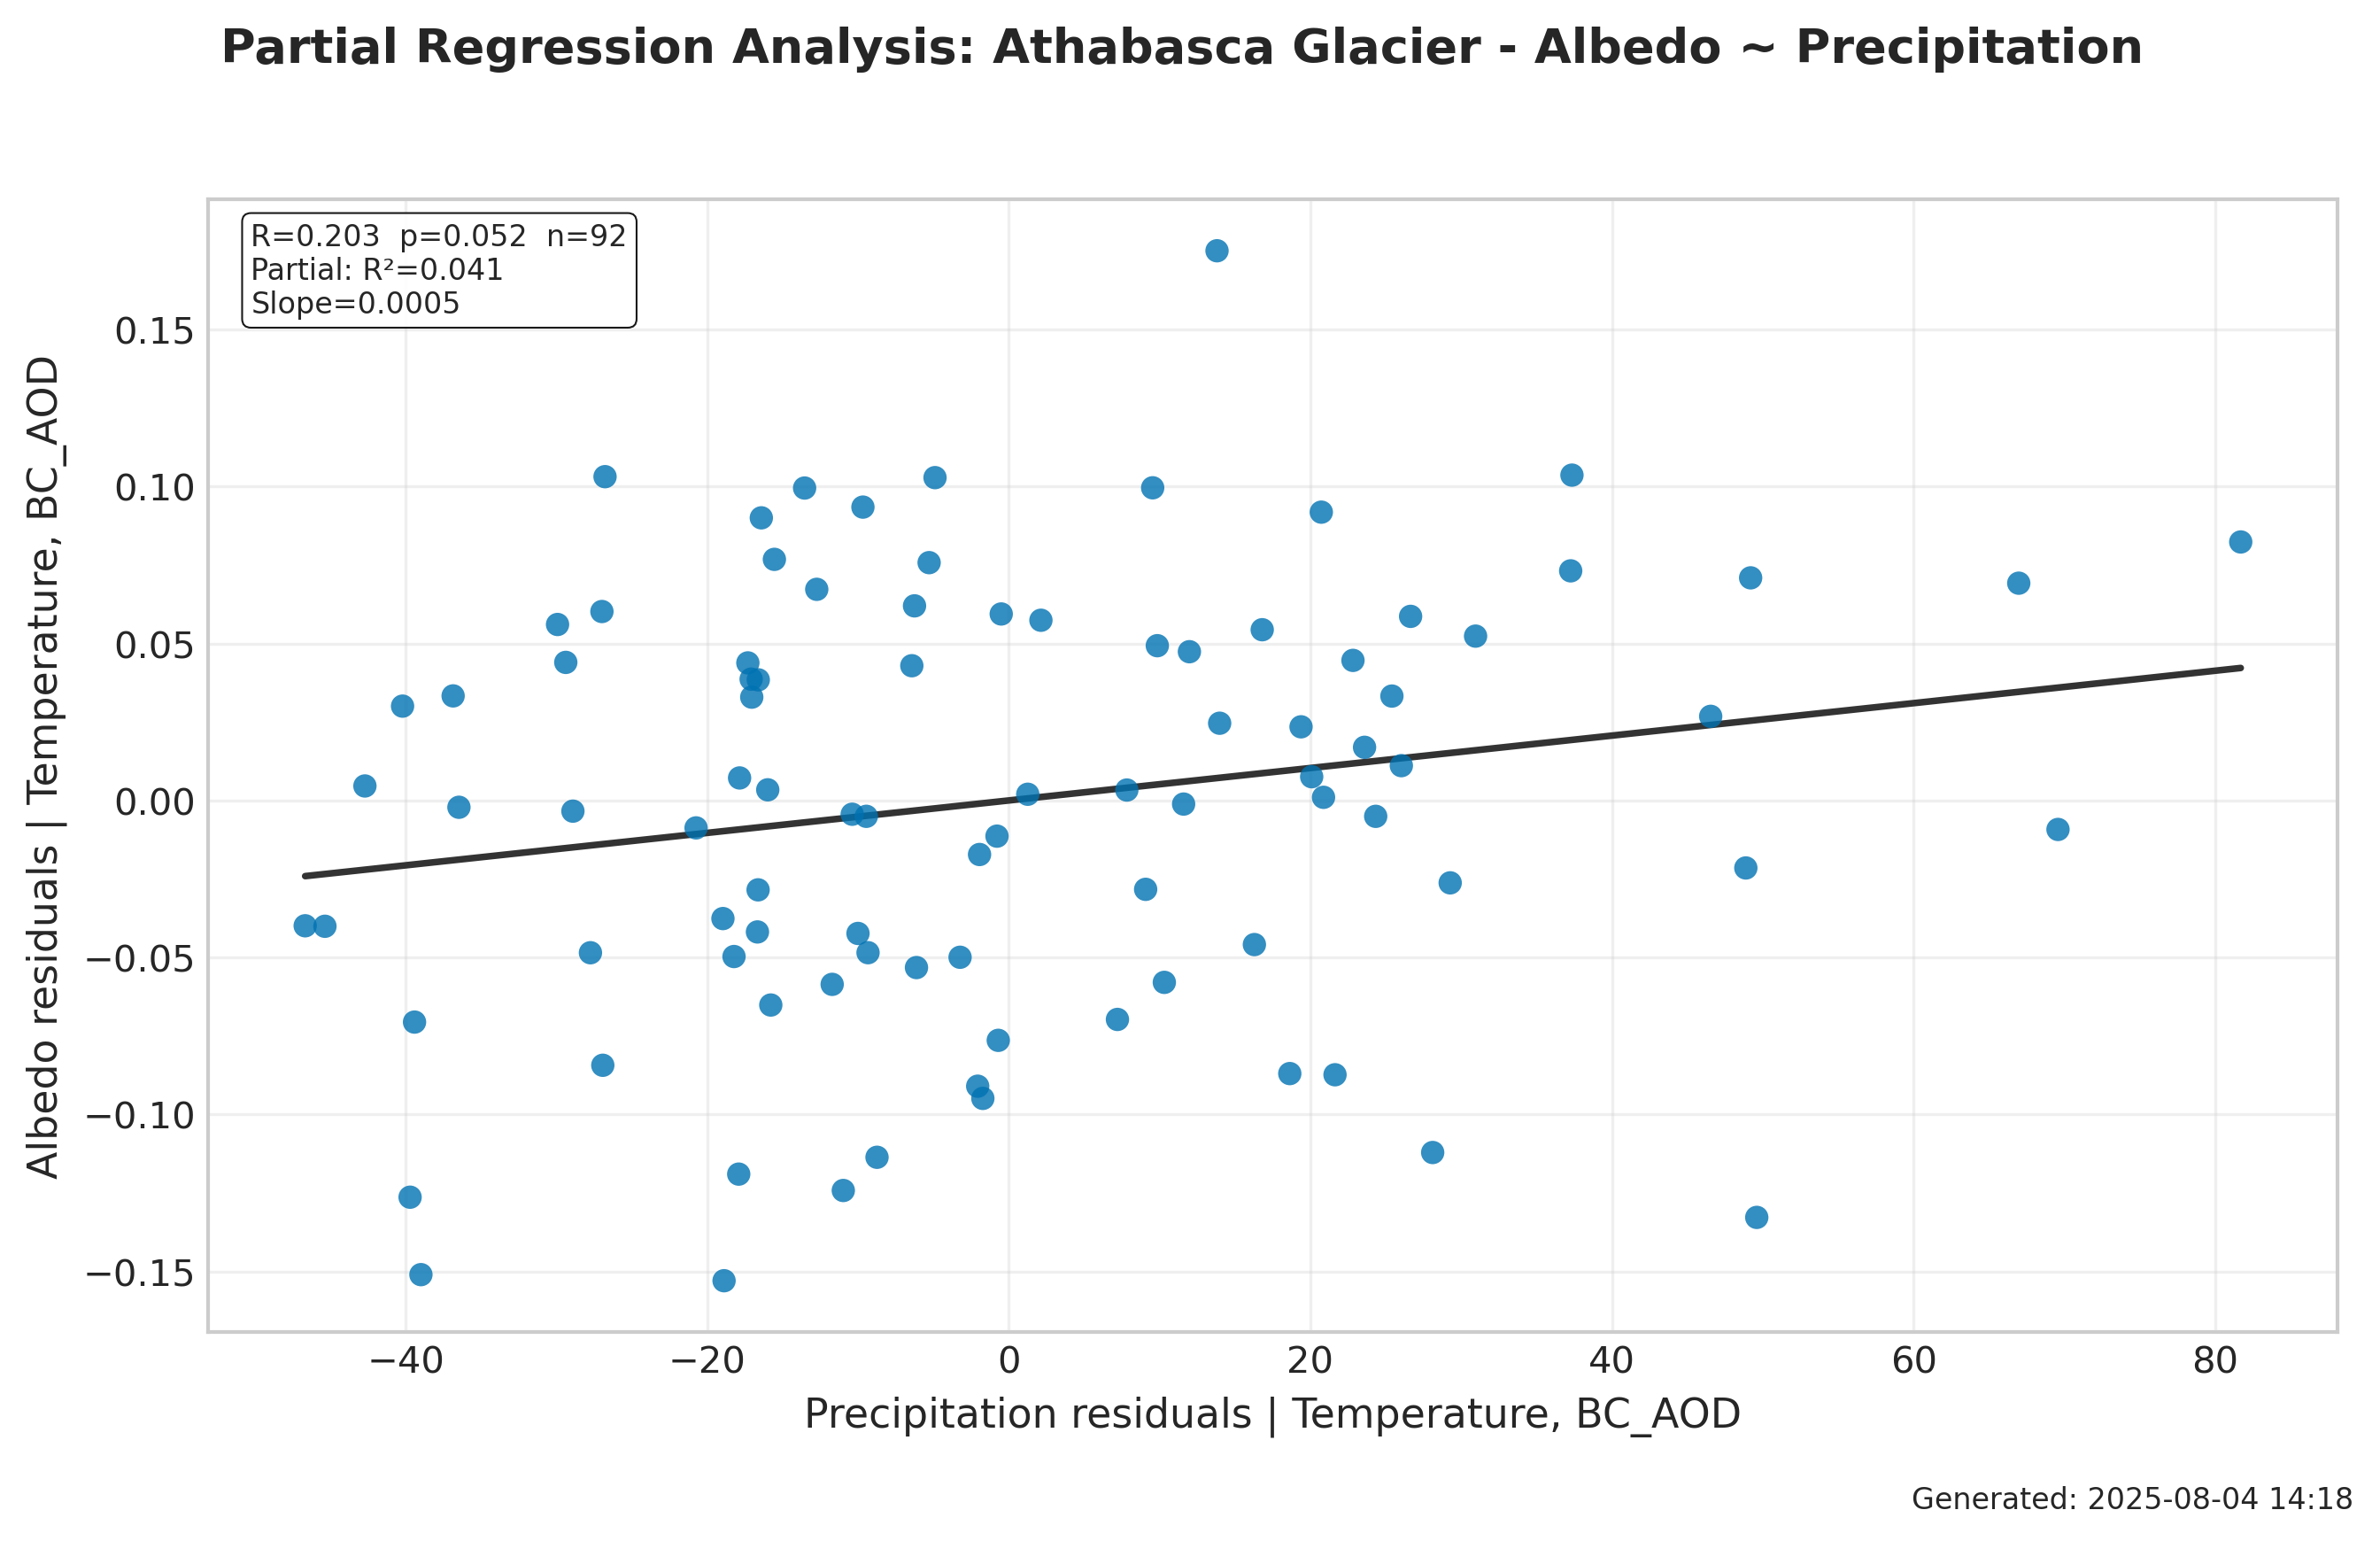 Partial Regression Analysis: Athabasca Glacier - Albedo ~ Precipitation
R=0.203  p=0.052  n=92
Partial: R²=0.041
Slope=0.0005
Albedo residuals | Temperature, BC_AOD
0.15
0.10
0.05
0.00
−0.05
−0.10
−0.15
−40
−20
0
20
40
60
80
Precipitation residuals | Temperature, BC_AOD
Generated: 2025-08-04 14:18